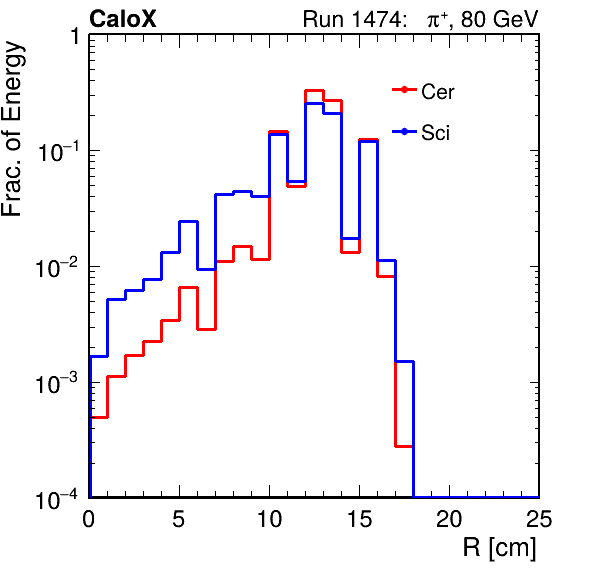 CaloX Run 1474: π⁺, 80 GeV
Frac. of Energy
1
10⁻¹
10⁻²
10⁻³
10⁻⁴
Cer
Sci
0 5 10 15 20 25
R [cm]